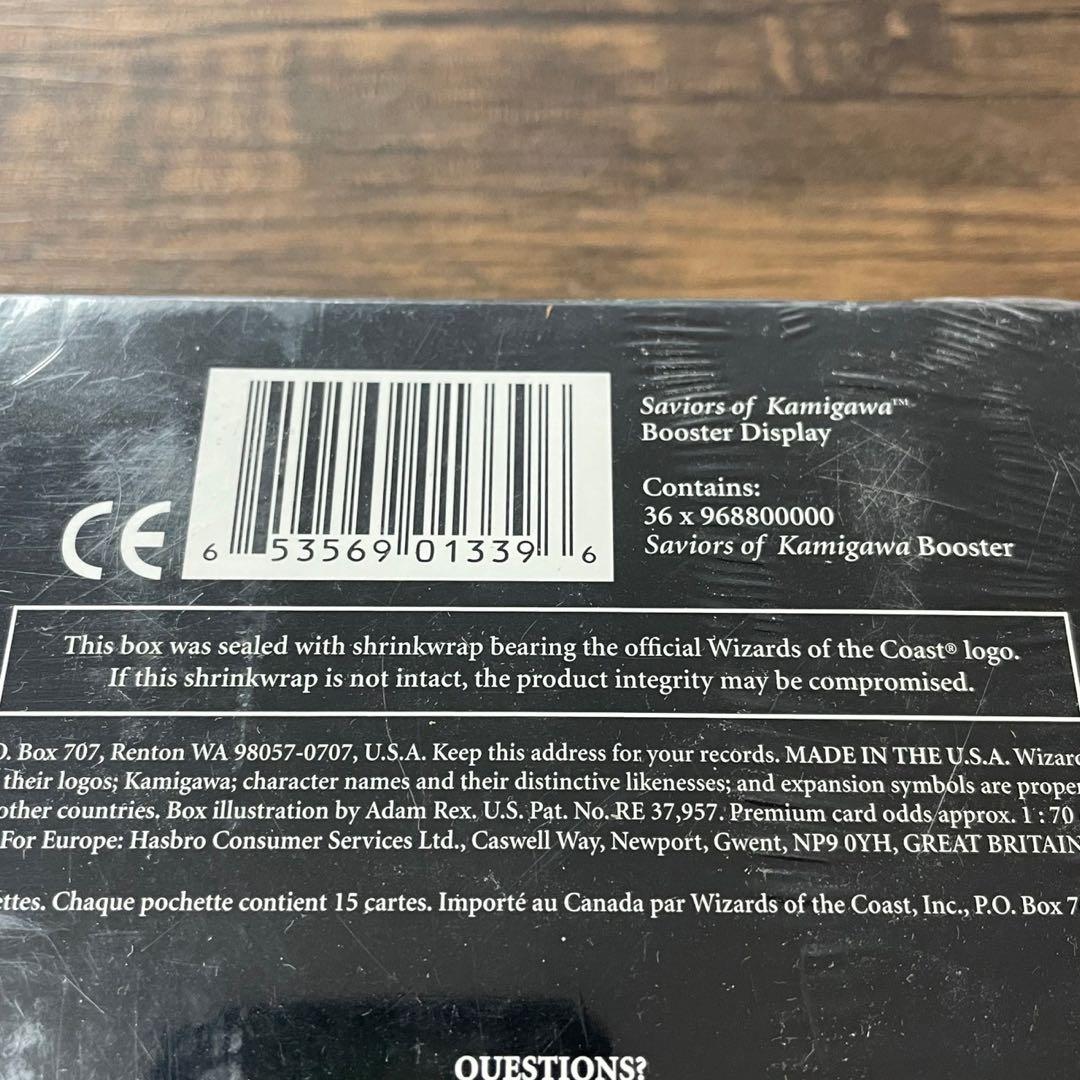 Saviors of Kamigawa™
Booster Display
Contains:
36 x 968800000
Saviors of Kamigawa Booster
CE
6 53569 01339 6
This box was sealed with shrinkwrap bearing the official Wizards of the Coast® logo.
If this shrinkwrap is not intact, the product integrity may be compromised.
Box 707, Renton WA 98057-0707, U.S.A. Keep this address for your records. MADE IN THE U.S.A.
their logos; Kamigawa; character names and their distinctive likenesses; and expansion symbols are
other countries. Box illustration by Adam Rex. U.S. Pat. No. RE 37,957. Premium card odds approx. 1 : 70
For Europe: Hasbro Consumer Services Ltd., Caswell Way, Newport, Gwent, NP9 0YH, GREAT BRITAIN
Chaque pochette contient 15 cartes. Importé au Canada par Wizards of the Coast, Inc., P.O. Box
QUESTIONS?